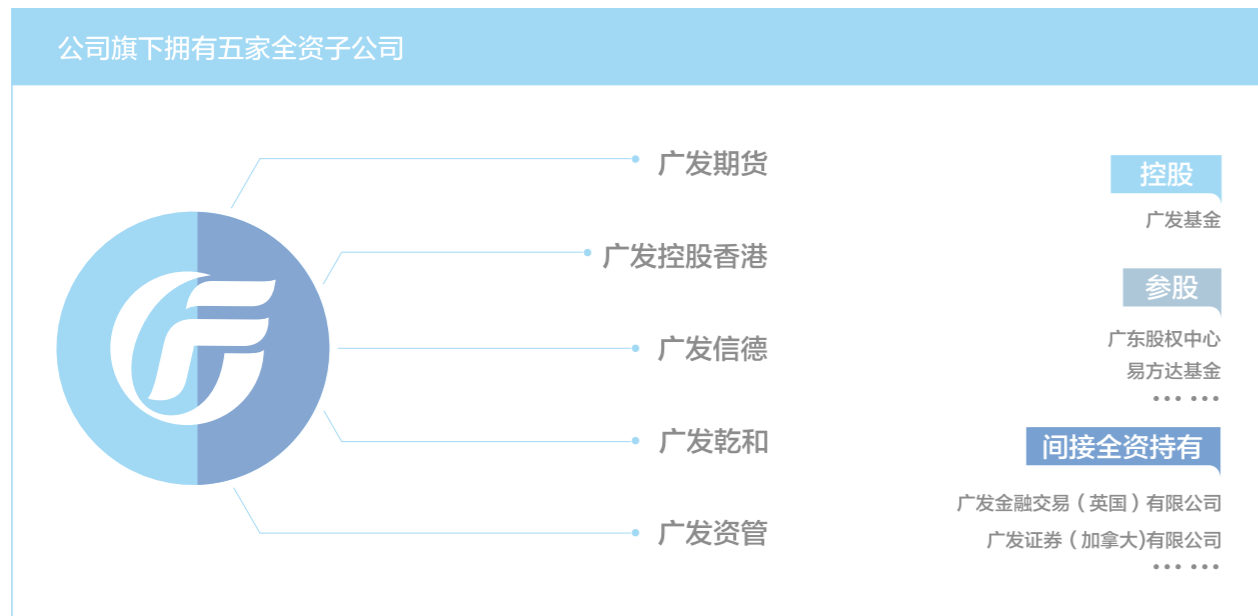 公司旗下拥有五家全资子公司
广发期货
广发控股香港
广发信德
广发乾和
广发资管
控股
广发基金
参股
广东股权中心
易方达基金
••• •••
间接全资持有
广发金融交易（英国）有限公司
广发证券（加拿大)有限公司
••• •••